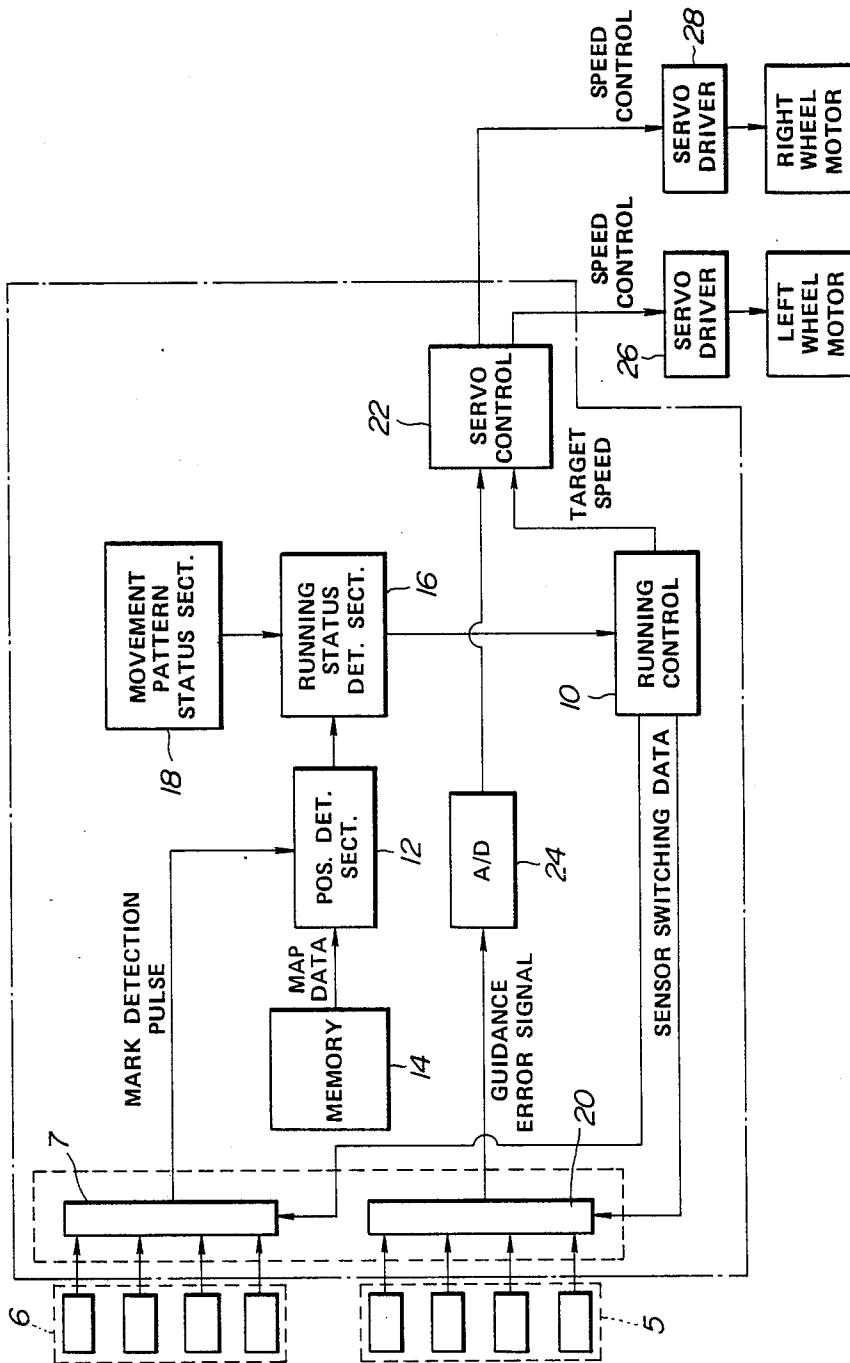 6
7
MARK DETECTION
PULSE
MOVEMENT
PATTERN
STATUS SECT.
18
MEMORY
14
MAP
DATA
POS. DET.
SECT.
12
RUNNING
STATUS
DET. SECT.
16
5
20
GUIDANCE
ERROR SIGNAL
A/D
24
SERVO
CONTROL
22
TARGET
SPEED
RUNNING
CONTROL
10
SENSOR SWITCHING DATA
SPEED
CONTROL
SERVO
DRIVER
28
RIGHT
WHEEL
MOTOR
SPEED
CONTROL
SERVO
DRIVER
26
LEFT
WHEEL
MOTOR